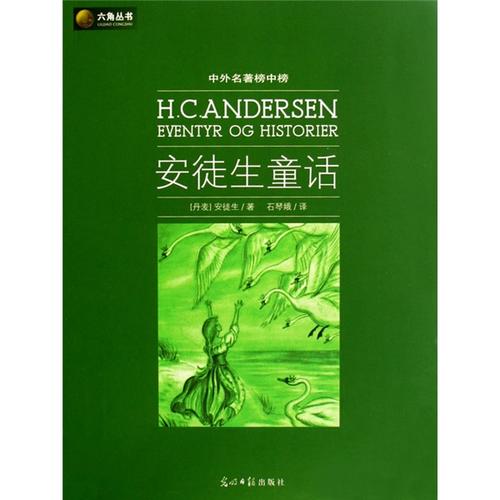 六角丛书
LIUJIAO CONGSHU
中外名著榜中榜
H.C.ANDERSEN
EVENTYR OG HISTORIER
安徒生童话
[丹麦] 安徒生 / 著 石琴娥 / 译
光明日报出版社